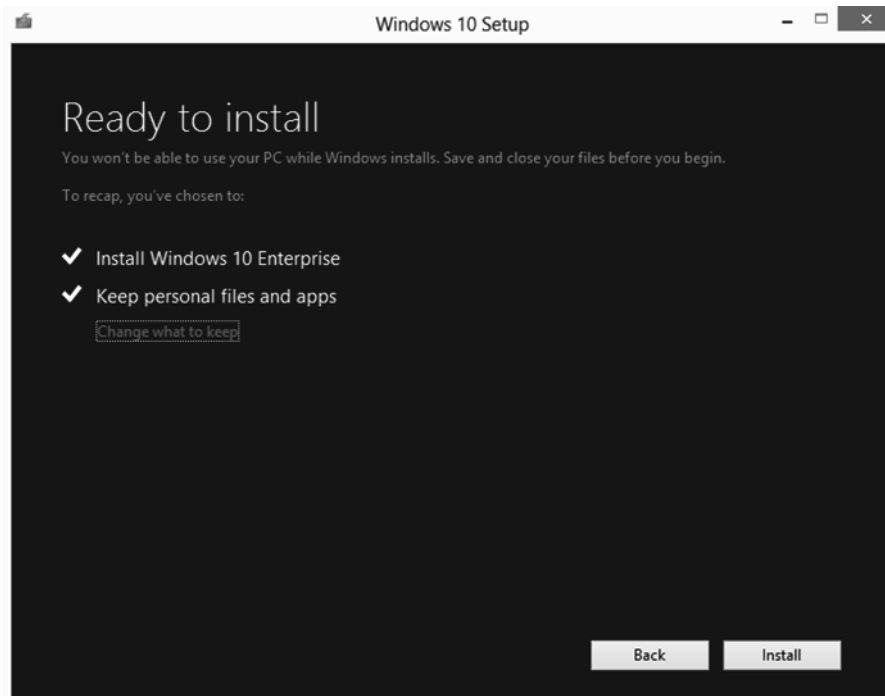 Windows 10 Setup
Ready to install
You won't be able to use your PC while Windows installs. Save and close your files before you begin.
To recap, you've chosen to:
Install Windows 10 Enterprise
Keep personal files and apps
Change what to keep
Back
Install